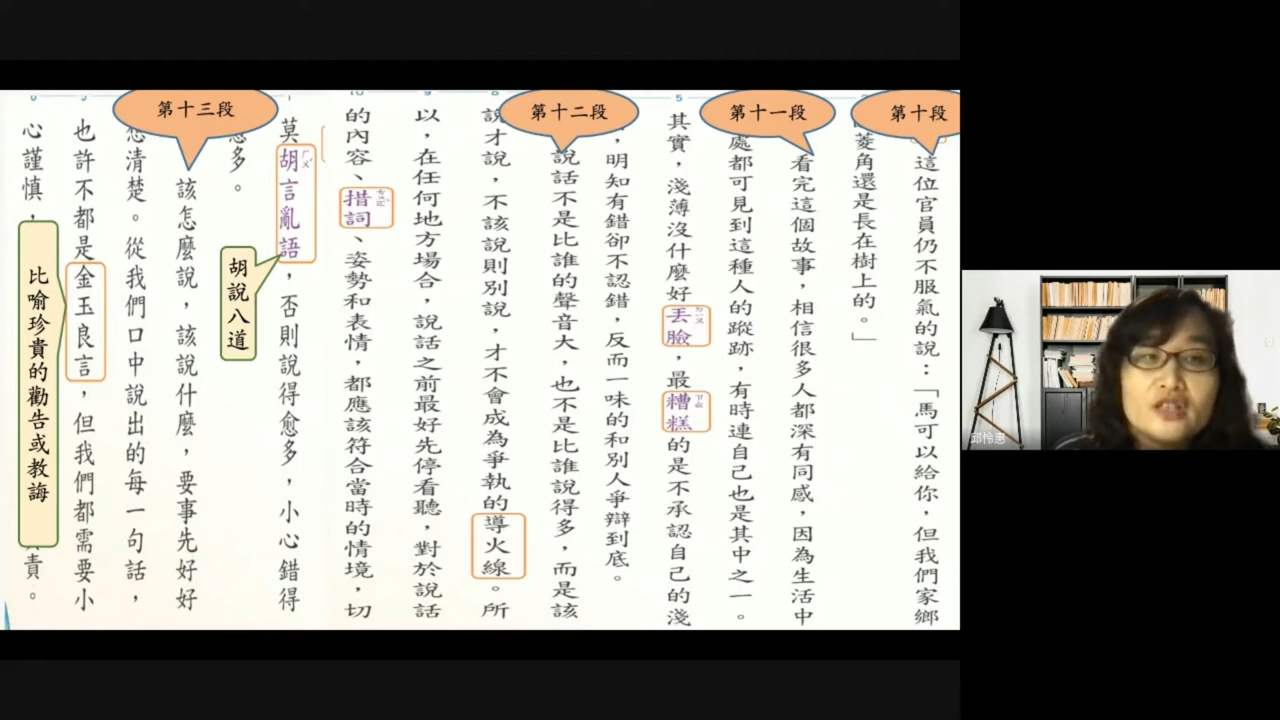 第十段
這位官員仍不服氣的說：「馬可以給你，但我們家鄉
菱角還是長在樹上的。」
第十一段
看完這個故事，相信很多人都深有同感，因為生活中
處都可見到這種人的蹤跡，有時連自己也是其中之一。
其實，淺薄沒什麼好丟臉，最糟糕的是不承認自己的淺
，明知有錯卻不認錯，反而一味的和別人爭辯到底。
第十二段
說話不是比誰的聲音大，也不是比誰說得多，而是該
說才說，不該說則別說，才不會成為爭執的導火線。所
以，在任何地方場合，說話之前最好先停看聽，對於說話
的內容、措詞、姿勢和表情，都應該符合當時的情境，切
莫胡言亂語，否則說得愈多，小心錯得
愈多。
胡說八道
第十三段
該怎麼說，該說什麼，要事先好好
想清楚。從我們口中說出的每一句話，
也許不都是金玉良言，但我們都需要小
心謹慎，
責。
比喻珍貴的勸告或教誨
邱怜惠